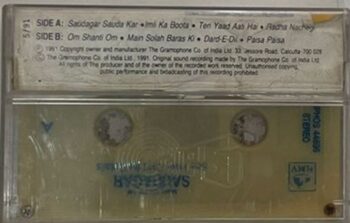 SIDE A: Saudagar Sauda Kar • Imli Ka Boota • Teri Yaad Aati Hai • Radha Nachegi
SIDE B: Om Shanti Om • Main Solah Baras Ki • Dard-E-Dil • Paisa Paisa
1991 Copyright owner and manufacturer The Gramophone Co. of India Ltd. 33, Jessore Road, Calcutta-700 028
The Gramophone Co. of India Ltd., 1991. Original sound recording made by The Gramophone Co. of India Ltd.
All rights of The producer and of the owner of the recorded work reserved. Unauthorised copying,
public performance and broadcasting of this recording prohibited.
5/91
SAUDAGAR
STEREO